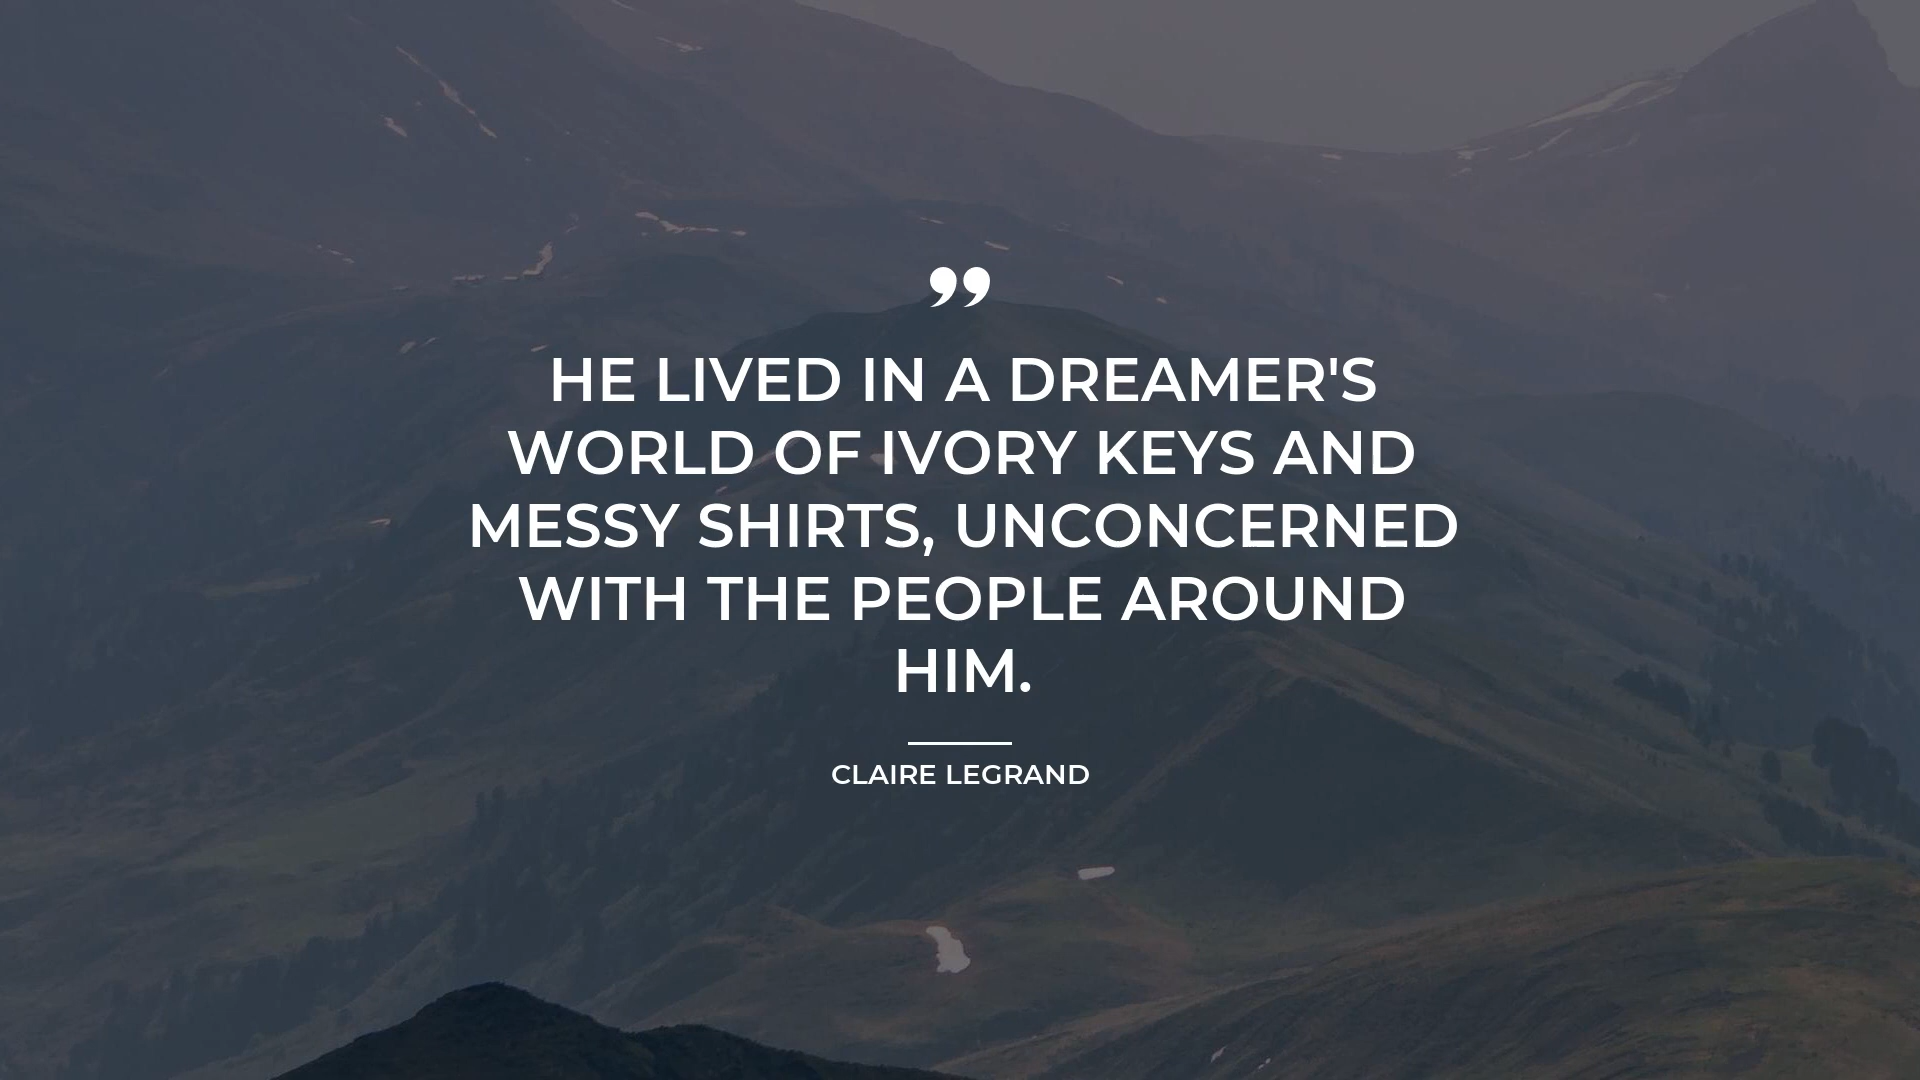 ”
HE LIVED IN A DREAMER'S
WORLD OF IVORY KEYS AND
MESSY SHIRTS, UNCONCERNED
WITH THE PEOPLE AROUND
HIM.
CLAIRE LEGRAND